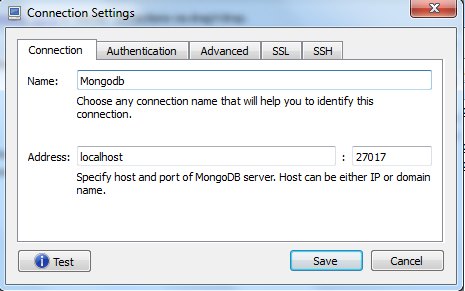 Connection Settings
Connection Authentication Advanced SSL SSH
Name: Mongodb
Choose any connection name that will help you to identify this
connection.
Address: localhost : 27017
Specify host and port of MongoDB server. Host can be either IP or domain
name.
Test Save Cancel